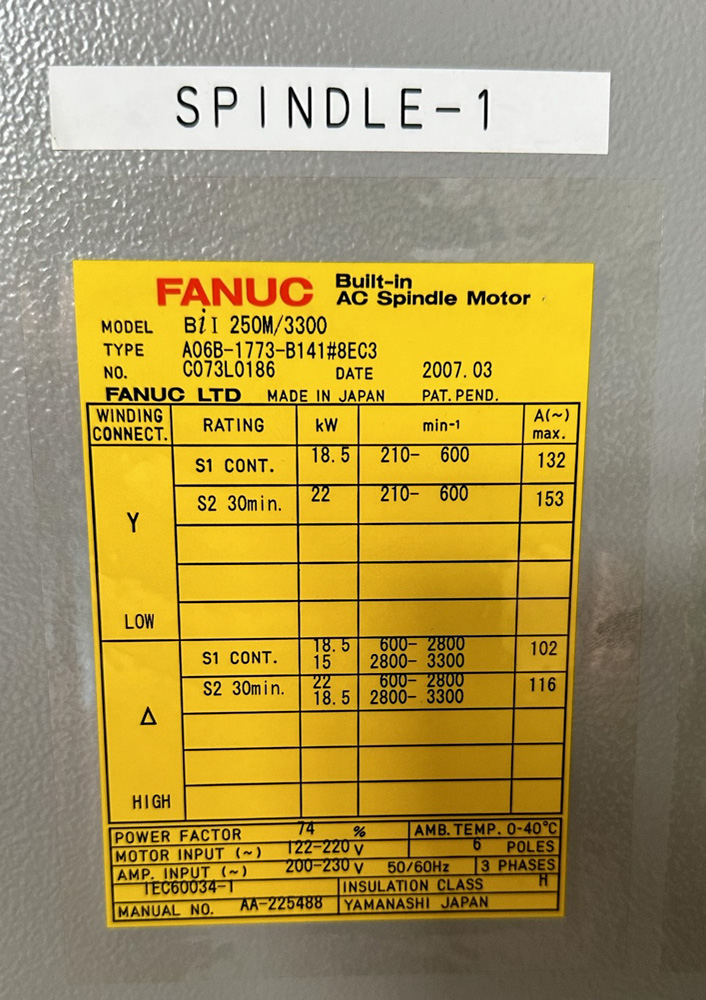 SPINDLE-1
FANUC Built-in
AC Spindle Motor
MODEL BiI 250M/3300
TYPE A06B-1773-B141#8EC3
NO. C073L0186 DATE 2007.03
FANUC LTD MADE IN JAPAN PAT. PEND.
WINDING CONNECT. RATING kW min-1 A(~) max.
S1 CONT. 18.5 210- 600 132
S2 30min. 22 210- 600 153
Y
LOW
S1 CONT. 18.5 600- 2800 102
15 2800- 3300
S2 30min. 22 600- 2800 116
18.5 2800- 3300
Δ
HIGH
POWER FACTOR 74 % AMB.TEMP. 0-40°C
MOTOR INPUT (~) 122-220 V 6 POLES
AMP. INPUT (~) 200-230 V 50/60Hz 3 PHASES
IEC60034-1 INSULATION CLASS H
MANUAL NO. AA-225488 YAMANASHI JAPAN